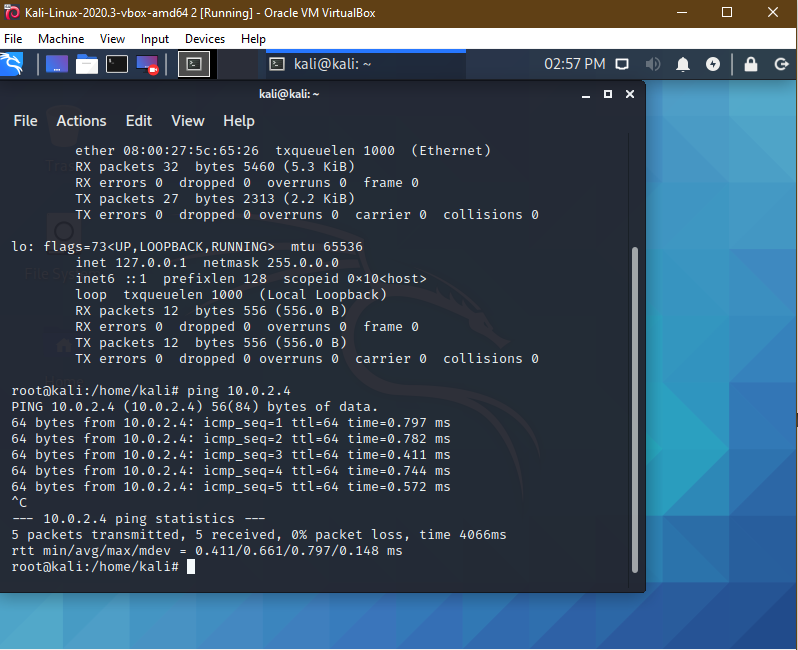 Kali-Linux-2020.3-vbox-amd64 2 [Running] - Oracle VM VirtualBox
File Machine View Input Devices Help
kali@kali: ~ 02:57 PM
kali@kali: ~
File Actions Edit View Help
ether 08:00:27:5c:65:26 txqueuelen 1000 (Ethernet)
RX packets 32 bytes 5460 (5.3 KiB)
RX errors 0 dropped 0 overruns 0 frame 0
TX packets 27 bytes 2313 (2.2 KiB)
TX errors 0 dropped 0 overruns 0 carrier 0 collisions 0
lo: flags=73<UP,LOOPBACK,RUNNING> mtu 65536
inet 127.0.0.1 netmask 255.0.0.0
inet6 ::1 prefixlen 128 scopeid 0×10<host>
loop txqueuelen 1000 (Local Loopback)
RX packets 12 bytes 556 (556.0 B)
RX errors 0 dropped 0 overruns 0 frame 0
TX packets 12 bytes 556 (556.0 B)
TX errors 0 dropped 0 overruns 0 carrier 0 collisions 0
root@kali:/home/kali# ping 10.0.2.4
PING 10.0.2.4 (10.0.2.4) 56(84) bytes of data.
64 bytes from 10.0.2.4: icmp_seq=1 ttl=64 time=0.797 ms
64 bytes from 10.0.2.4: icmp_seq=2 ttl=64 time=0.782 ms
64 bytes from 10.0.2.4: icmp_seq=3 ttl=64 time=0.411 ms
64 bytes from 10.0.2.4: icmp_seq=4 ttl=64 time=0.744 ms
64 bytes from 10.0.2.4: icmp_seq=5 ttl=64 time=0.572 ms
^C
--- 10.0.2.4 ping statistics ---
5 packets transmitted, 5 received, 0% packet loss, time 4066ms
rtt min/avg/max/mdev = 0.411/0.661/0.797/0.148 ms
root@kali:/home/kali#